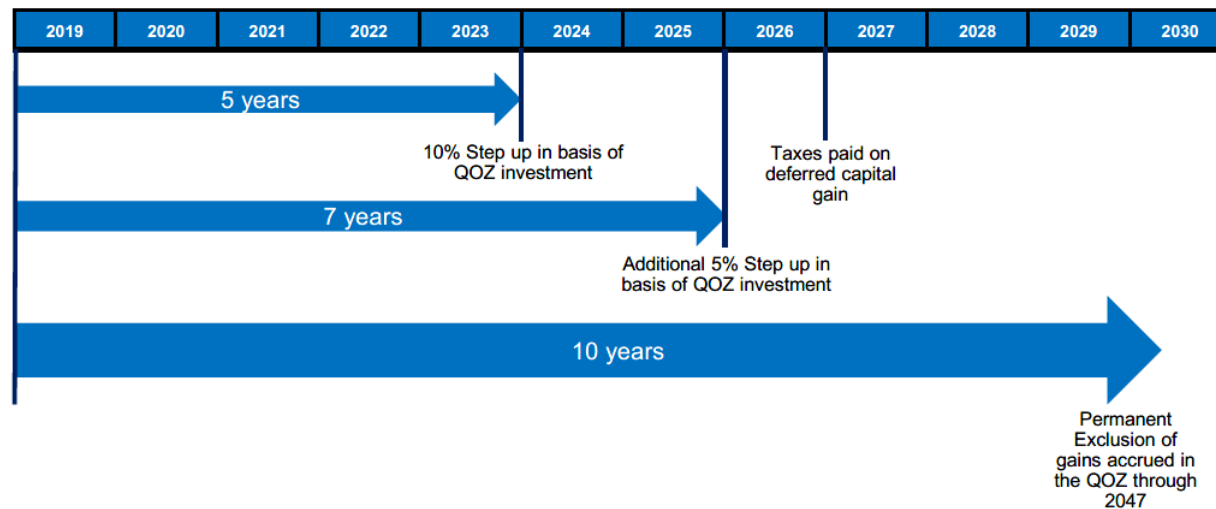 2019 2020 2021 2022 2023 2024 2025 2026 2027 2028 2029 2030
5 years
10% Step up in basis of
QOZ investment
Taxes paid on
deferred capital
gain
7 years
Additional 5% Step up in
basis of QOZ investment
10 years
Permanent
Exclusion of
gains accrued in
the QOZ through
2047